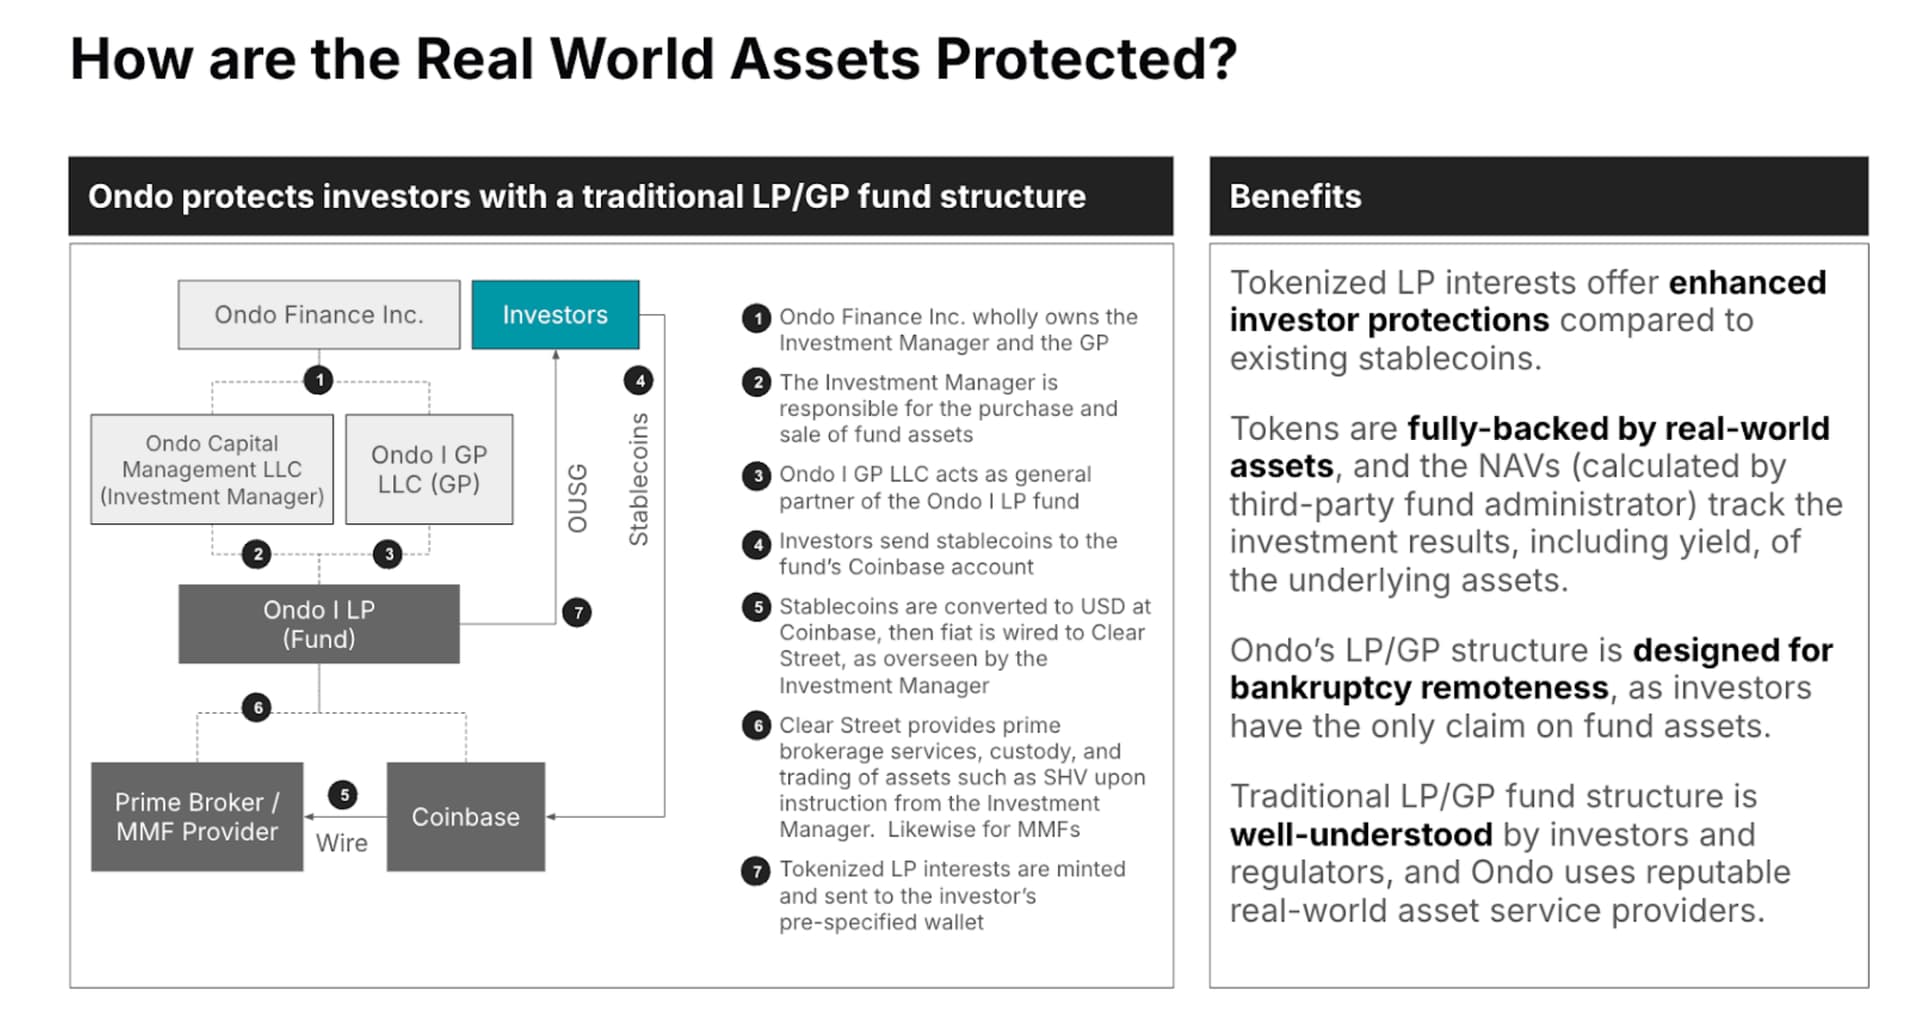 How are the Real World Assets Protected?
Ondo protects investors with a traditional LP/GP fund structure
Ondo Finance Inc.
Investors
1
4
Ondo Capital
Management LLC
(Investment Manager)
Ondo I GP
LLC (GP)
OUSG
Stablecoins
2
3
Ondo I LP
(Fund)
7
6
Prime Broker /
MMF Provider
5
Wire
Coinbase
1 Ondo Finance Inc. wholly owns the
Investment Manager and the GP
2 The Investment Manager is
responsible for the purchase and
sale of fund assets
3 Ondo I GP LLC acts as general
partner of the Ondo I LP fund
4 Investors send stablecoins to the
fund's Coinbase account
5 Stablecoins are converted to USD at
Coinbase, then fiat is wired to Clear
Street, as overseen by the
Investment Manager
6 Clear Street provides prime
brokerage services, custody, and
trading of assets such as SHV upon
instruction from the Investment
Manager. Likewise for MMFs
7 Tokenized LP interests are minted
and sent to the investor's
pre-specified wallet
Benefits
Tokenized LP interests offer enhanced
investor protections compared to
existing stablecoins.
Tokens are fully-backed by real-world
assets, and the NAVs (calculated by
third-party fund administrator) track the
investment results, including yield, of
the underlying assets.
Ondo's LP/GP structure is designed for
bankruptcy remoteness, as investors
have the only claim on fund assets.
Traditional LP/GP fund structure is
well-understood by investors and
regulators, and Ondo uses reputable
real-world asset service providers.